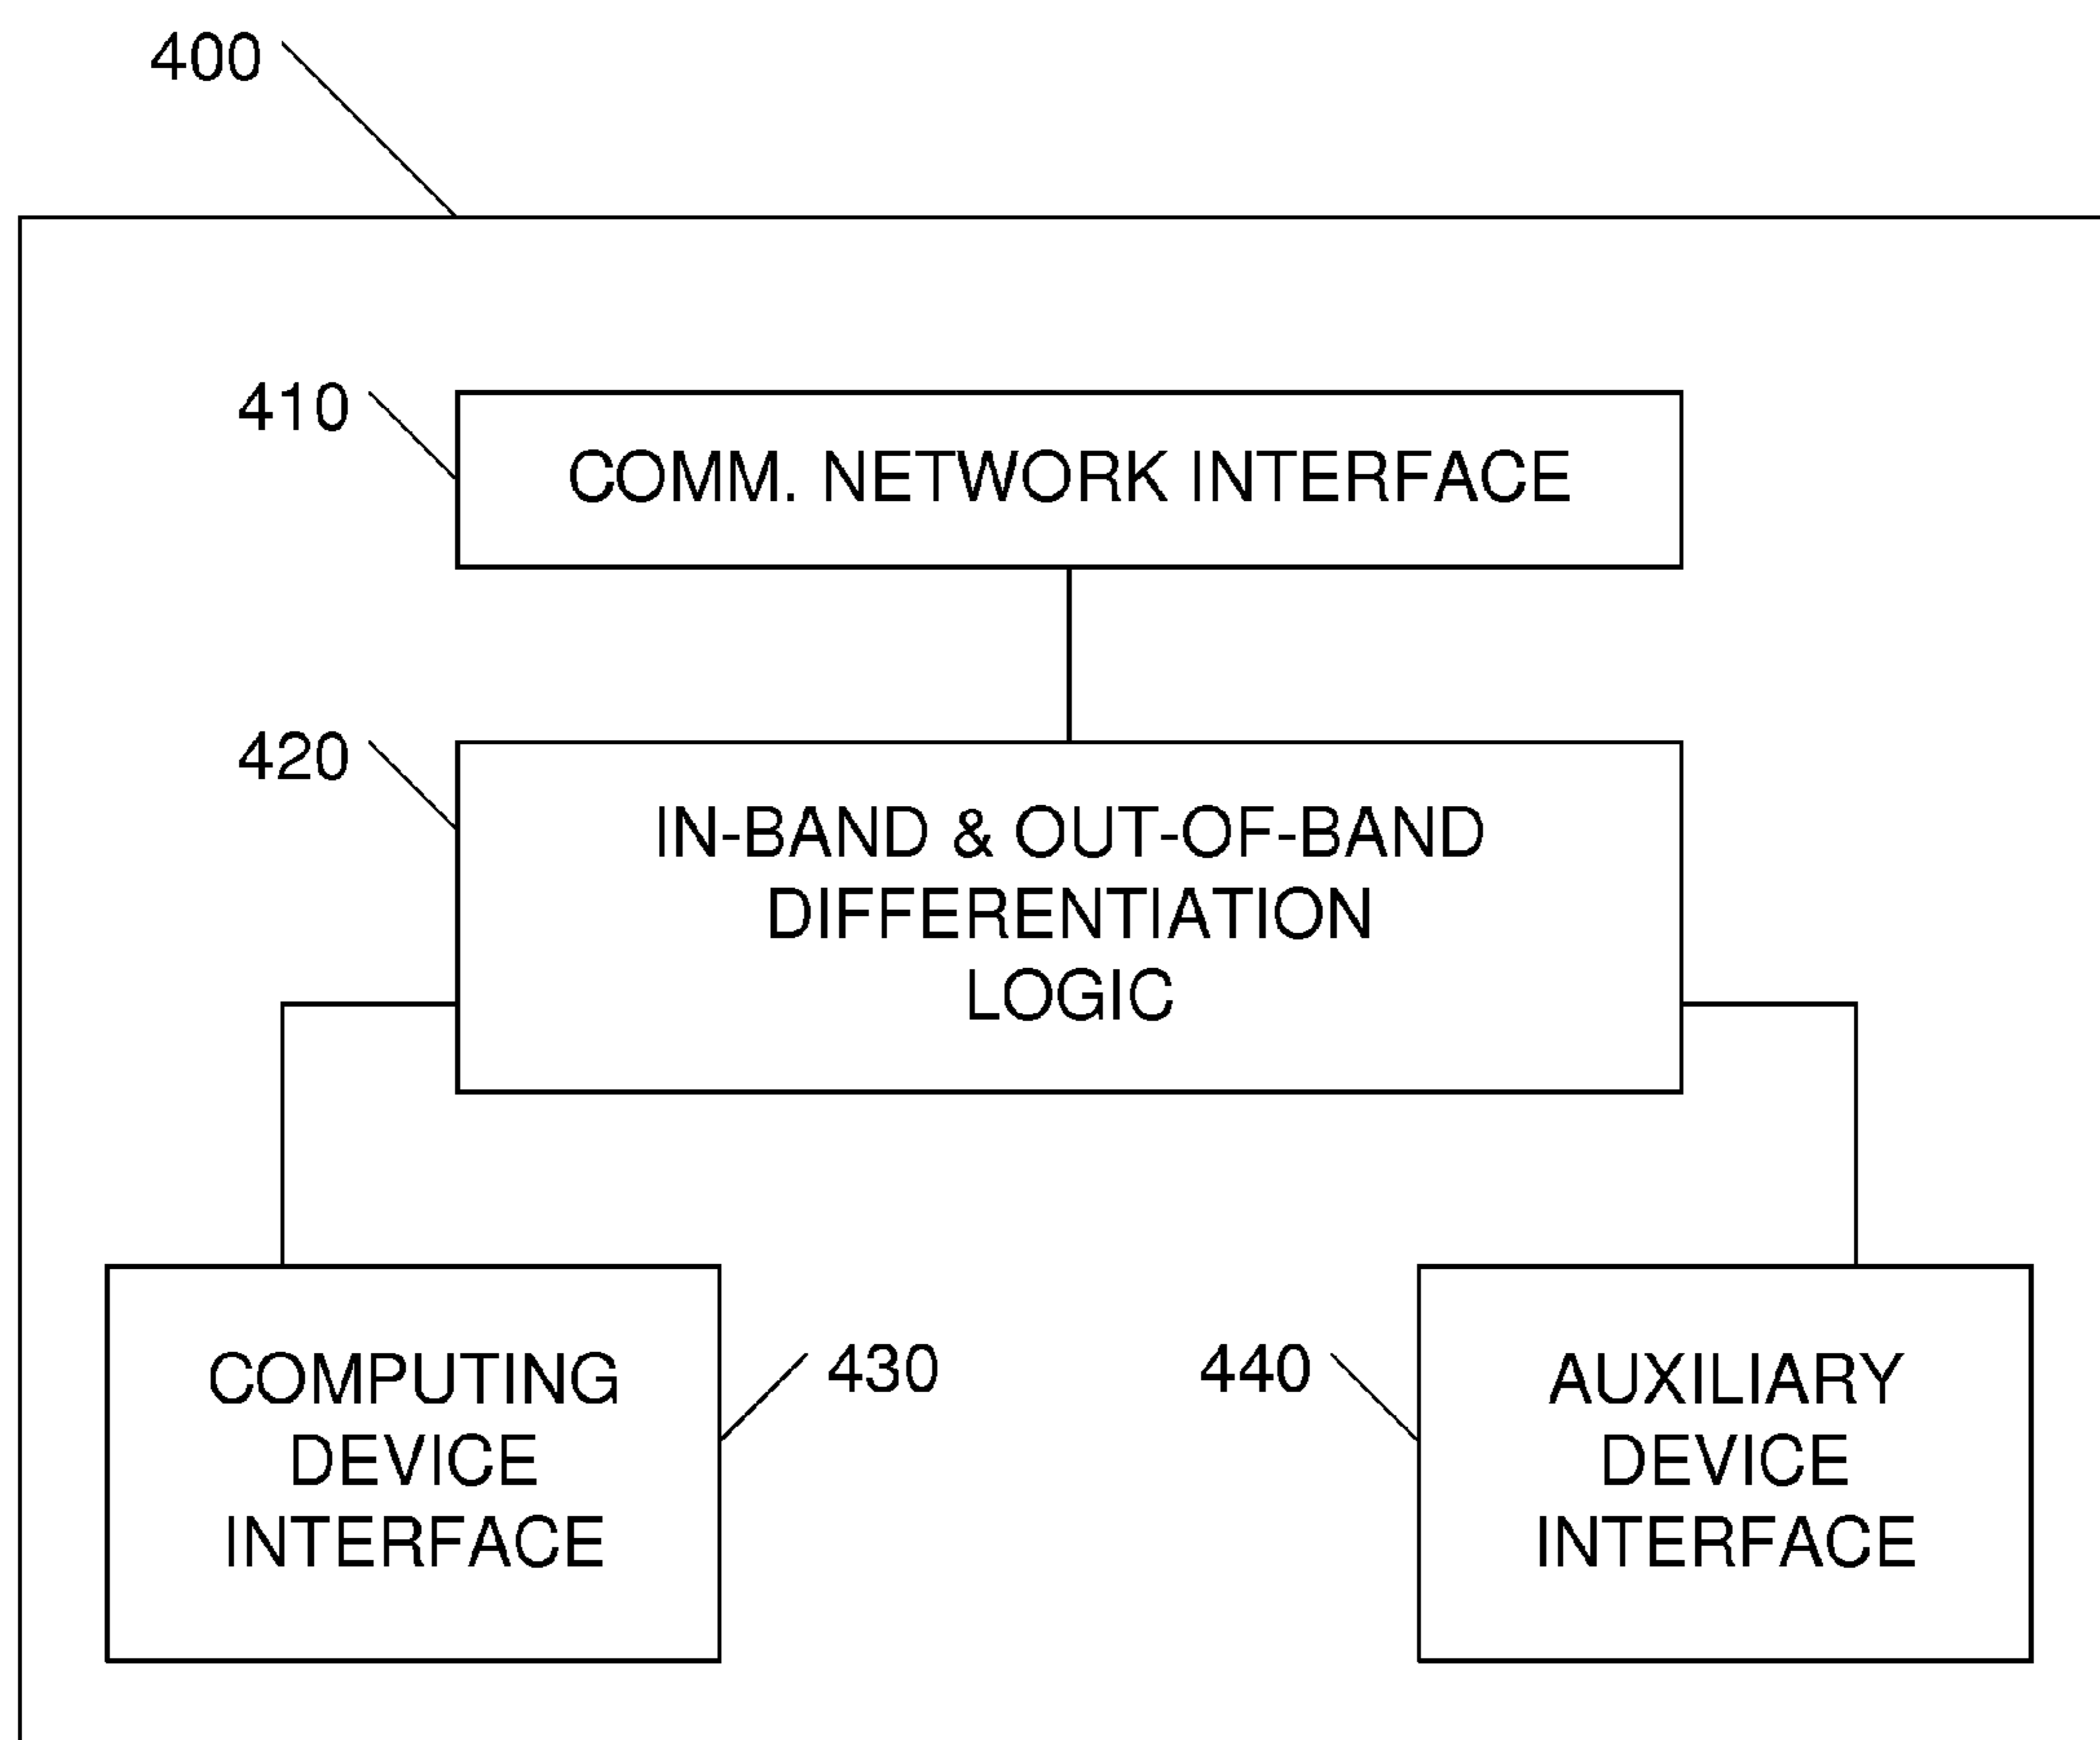 400
410
COMM. NETWORK INTERFACE
420
IN-BAND & OUT-OF-BAND
DIFFERENTIATION
LOGIC
COMPUTING
DEVICE
INTERFACE
430
440
AUXILIARY
DEVICE
INTERFACE